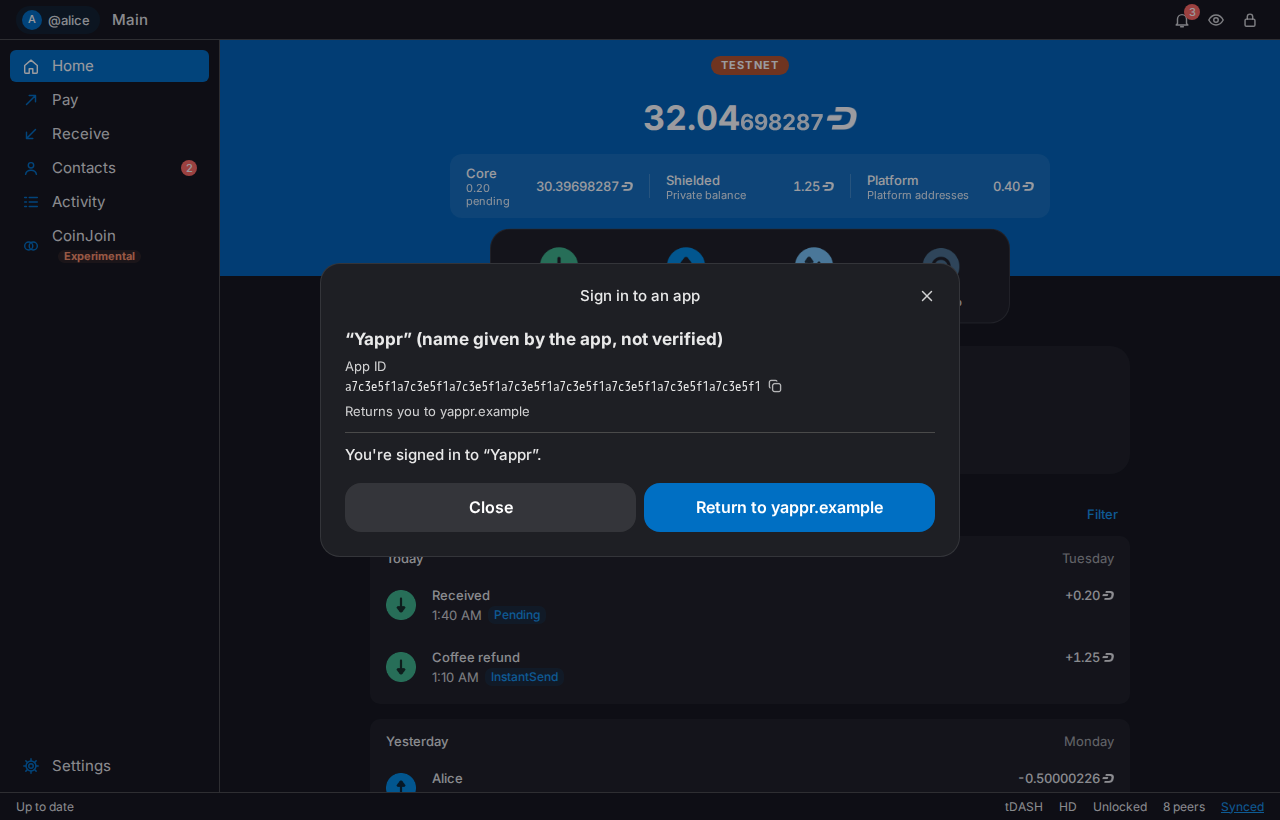 A @alice Main 3
Home
Pay
Receive
Contacts 2
Activity
CoinJoin
Experimental
Settings
TESTNET
32.04698287
Core
0.20 pending
30.39698287
Shielded
Private balance
1.25
Platform
Platform addresses
0.40
Sign in to an app
“Yappr” (name given by the app, not verified)
App ID
a7c3e5f1a7c3e5f1a7c3e5f1a7c3e5f1a7c3e5f1a7c3e5f1a7c3e5f1a7c3e5f1
Returns you to yappr.example
You're signed in to “Yappr”.
Close
Return to yappr.example
Filter
Today Tuesday
Received +0.20
1:40 AM Pending
Coffee refund +1.25
1:10 AM InstantSend
Yesterday Monday
Alice -0.50000226
Up to date tDASH HD Unlocked 8 peers Synced